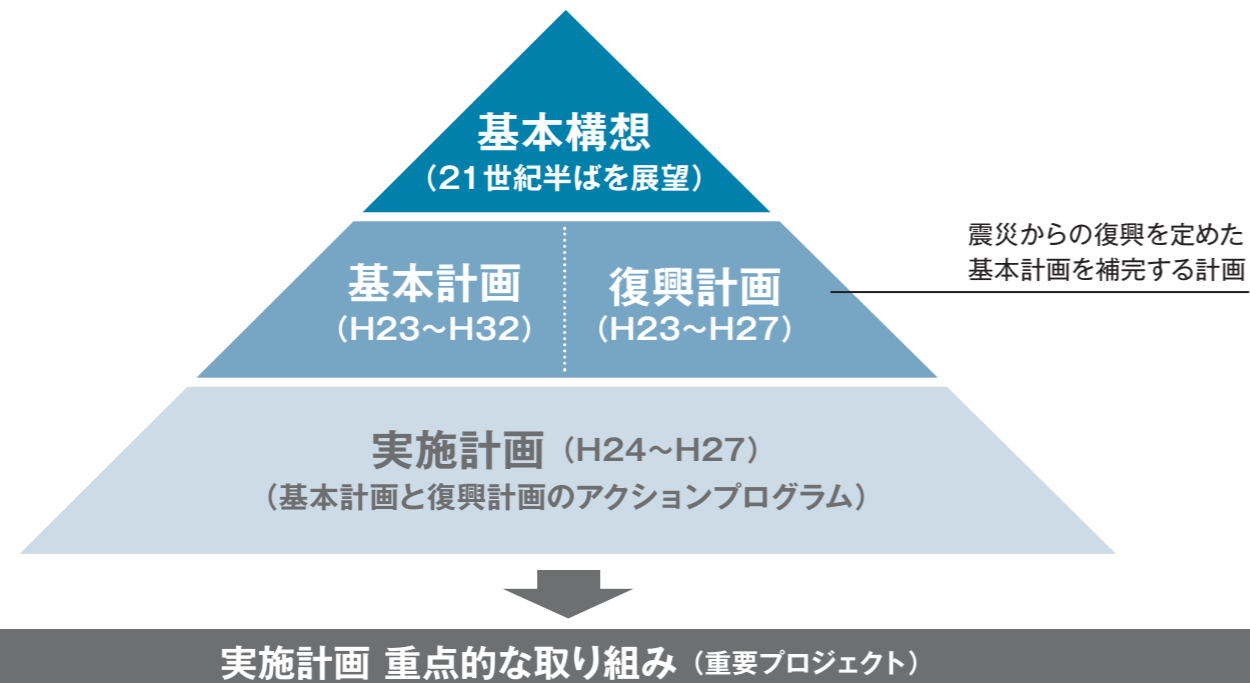 基本構想
（21世紀半ばを展望）
震災からの復興を定めた
基本計画を補完する計画
基本計画
（H23～H32）
復興計画
（H23～H27）
実施計画（H24～H27）
（基本計画と復興計画のアクションプログラム）
実施計画 重点的な取り組み（重要プロジェクト）